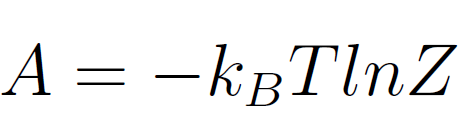 A = −k_B T ln Z